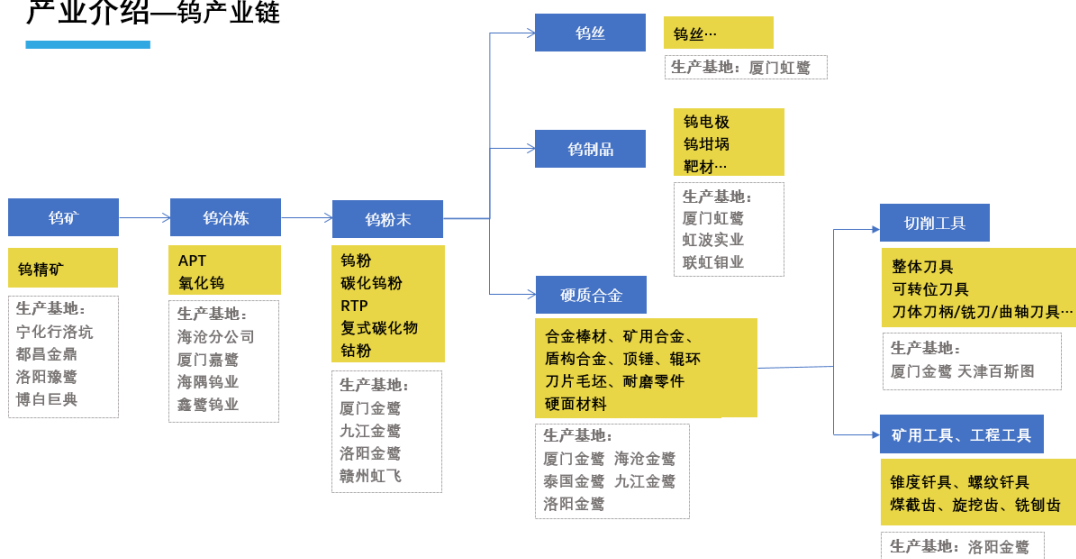 产业介绍—钨产业链
钨矿
钨精矿
生产基地：
宁化行洛坑
都昌金鼎
洛阳豫鹭
博白巨典
钨冶炼
APT
氧化钨
生产基地：
海沧分公司
厦门嘉鹭
海隅钨业
鑫鹭钨业
钨粉末
钨粉
碳化钨粉
RTP
复式碳化物
钴粉
生产基地：
厦门金鹭
九江金鹭
洛阳金鹭
赣州虹飞
钨丝
钨丝…
生产基地：厦门虹鹭
钨制品
钨电极
钨坩埚
靶材…
生产基地：
厦门虹鹭
虹波实业
联虹钼业
硬质合金
合金棒材、矿用合金、
盾构合金、顶锤、辊环
刀片毛坯、耐磨零件
硬面材料
生产基地：
厦门金鹭 海沧金鹭
泰国金鹭 九江金鹭
洛阳金鹭
切削工具
整体刀具
可转位刀具
刀体刀柄/铣刀/曲轴刀具…
生产基地：
厦门金鹭 天津百斯图
矿用工具、工程工具
锥度钎具、螺纹钎具
煤截齿、旋挖齿、铣刨齿
生产基地：洛阳金鹭